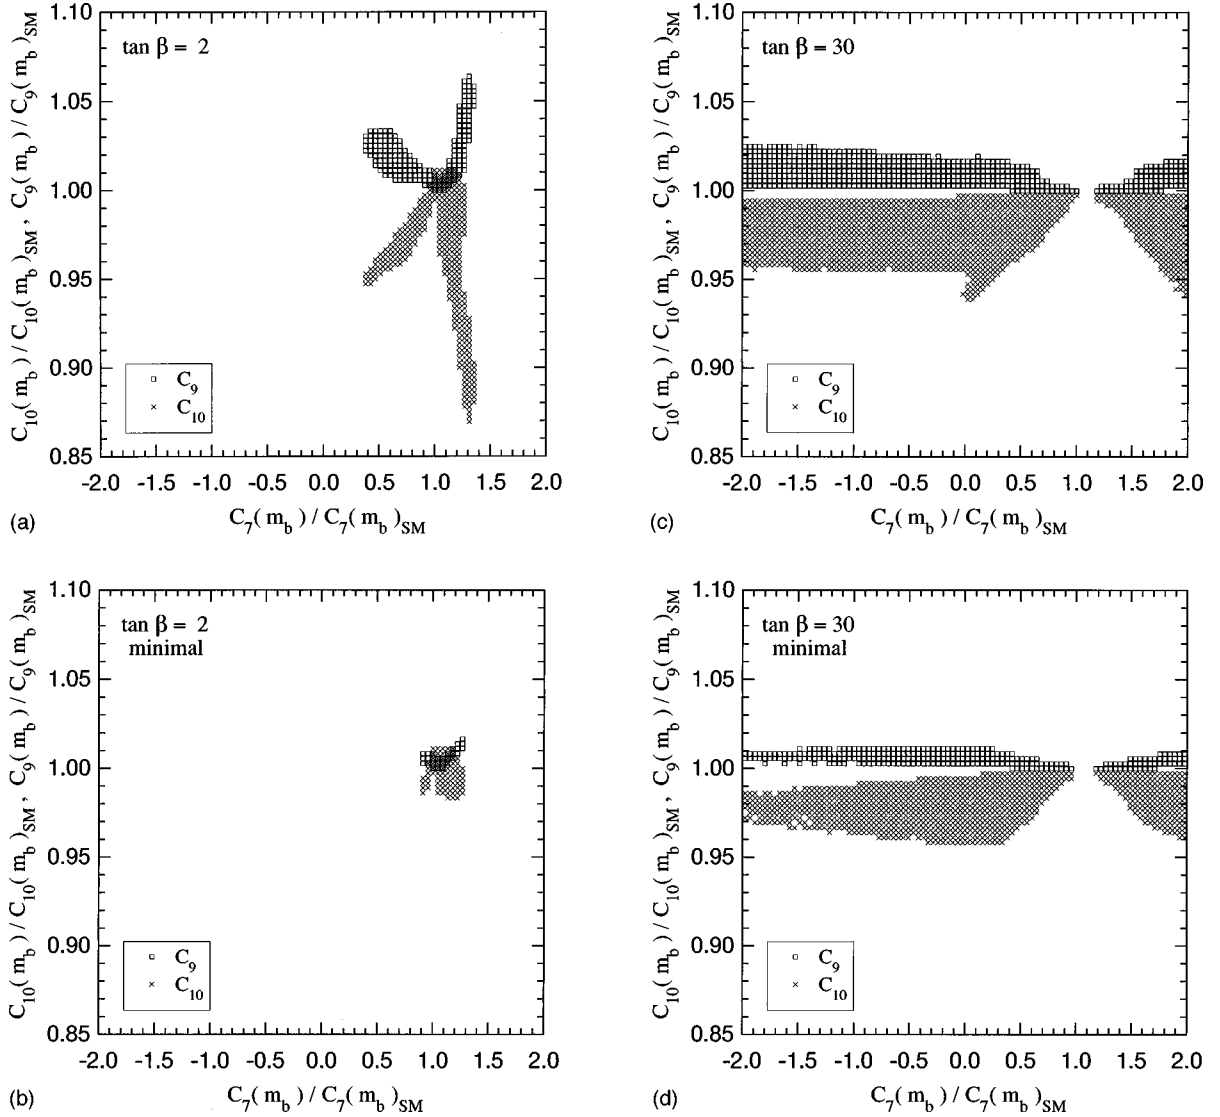 1.10
1.05
1.00
0.95
0.90
0.85
C10( mb ) / C10( mb )SM , C9( mb ) / C9( mb )SM
tan β = 2
C9
C10
-2.0 -1.5 -1.0 -0.5 0.0 0.5 1.0 1.5 2.0
(a)
C7( mb ) / C7( mb )SM
1.10
1.05
1.00
0.95
0.90
0.85
C10( mb ) / C10( mb )SM , C9( mb ) / C9( mb )SM
tan β = 30
C9
C10
-2.0 -1.5 -1.0 -0.5 0.0 0.5 1.0 1.5 2.0
(c)
C7( mb ) / C7( mb )SM
1.10
1.05
1.00
0.95
0.90
0.85
C10( mb ) / C10( mb )SM , C9( mb ) / C9( mb )SM
tan β = 2
minimal
C9
C10
-2.0 -1.5 -1.0 -0.5 0.0 0.5 1.0 1.5 2.0
(b)
C7( mb ) / C7( mb )SM
1.10
1.05
1.00
0.95
0.90
0.85
C10( mb ) / C10( mb )SM , C9( mb ) / C9( mb )SM
tan β = 30
minimal
C9
C10
-2.0 -1.5 -1.0 -0.5 0.0 0.5 1.0 1.5 2.0
(d)
C7( mb ) / C7( mb )SM